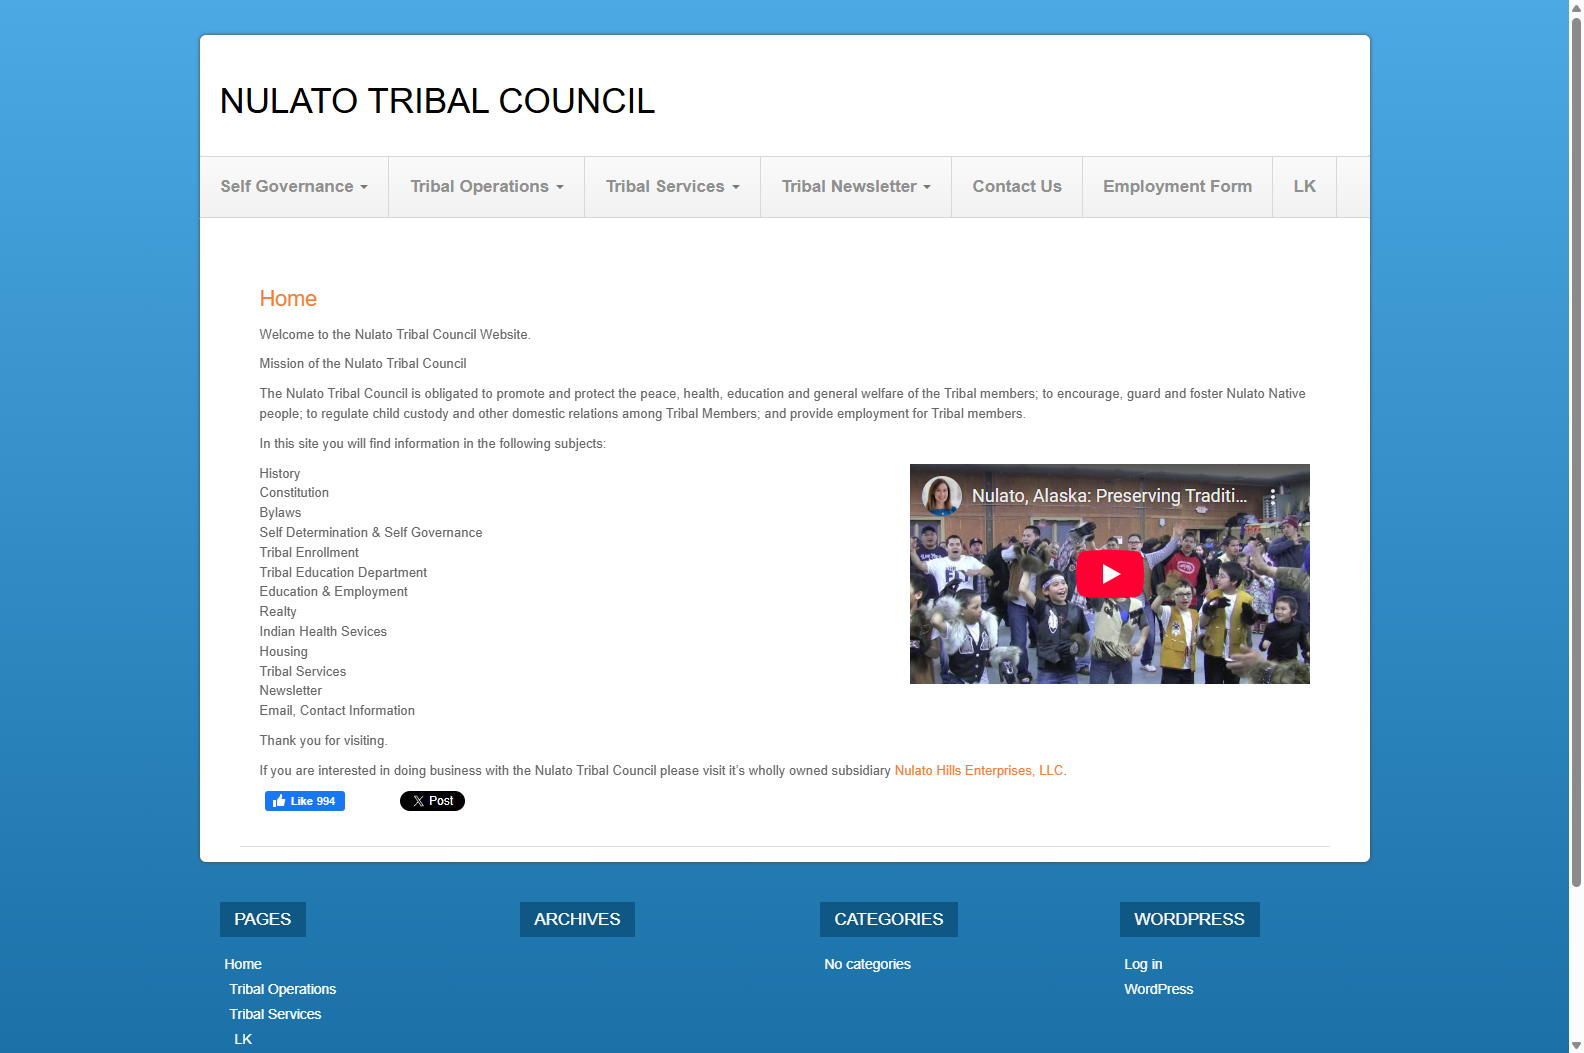 NULATO TRIBAL COUNCIL
Self Governance
Tribal Operations
Tribal Services
Tribal Newsletter
Contact Us
Employment Form
LK
Home
Welcome to the Nulato Tribal Council Website.
Mission of the Nulato Tribal Council
The Nulato Tribal Council is obligated to promote and protect the peace, health, education and general welfare of the Tribal members; to encourage, guard and foster Nulato Native
people; to regulate child custody and other domestic relations among Tribal Members; and provide employment for Tribal members.
In this site you will find information in the following subjects:
History
Constitution
Bylaws
Self Determination & Self Governance
Tribal Enrollment
Tribal Education Department
Education & Employment
Realty
Indian Health Sevices
Housing
Tribal Services
Newsletter
Email, Contact Information
Nulato, Alaska: Preserving Traditi...
Thank you for visiting.
If you are interested in doing business with the Nulato Tribal Council please visit it’s wholly owned subsidiary Nulato Hills Enterprises, LLC.
Like 994
Post
PAGES
Home
Tribal Operations
Tribal Services
LK
ARCHIVES
CATEGORIES
No categories
WORDPRESS
Log in
WordPress